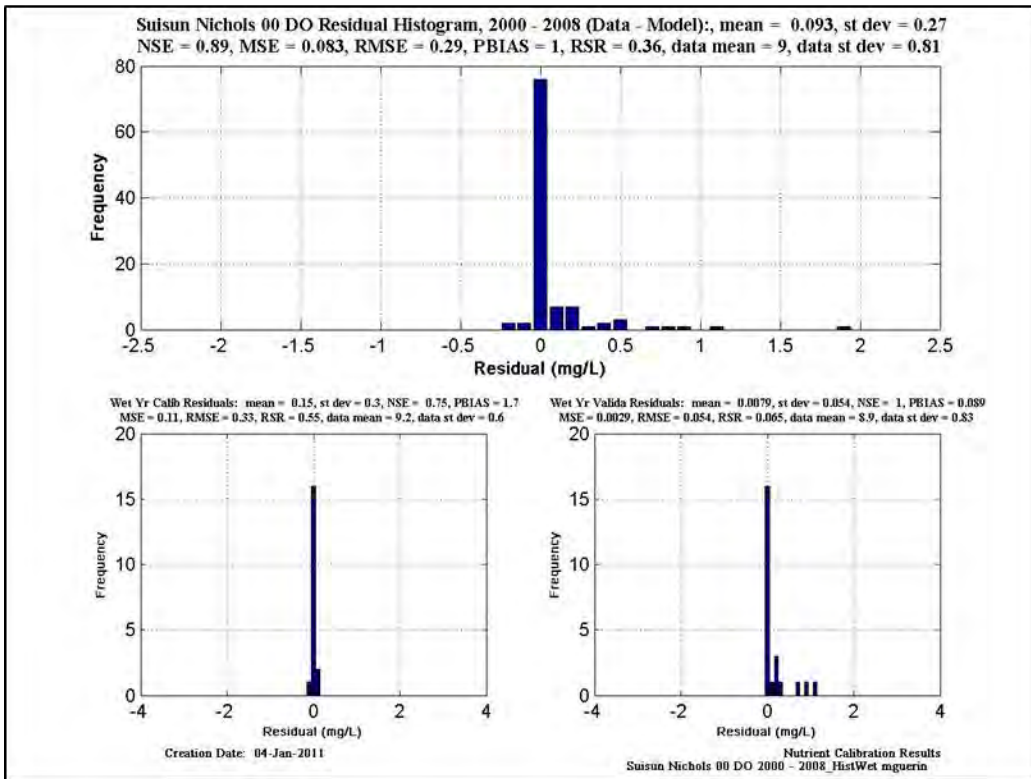 Suisun Nichols 00 DO Residual Histogram, 2000 - 2008 (Data - Model):, mean = 0.093, st dev = 0.27
NSE = 0.89, MSE = 0.083, RMSE = 0.29, PBIAS = 1, RSR = 0.36, data mean = 9, data st dev = 0.81
80
60
40
20
0
Frequency
-2.5 -2 -1.5 -1 -0.5 0 0.5 1 1.5 2 2.5
Residual (mg/L)
Wet Yr Calib Residuals: mean = 0.15, st dev = 0.3, NSE = 0.75, PBIAS = 1.7
MSE = 0.11, RMSE = 0.33, RSR = 0.55, data mean = 9.2, data st dev = 0.6
20
15
10
5
0
Frequency
-4 -2 0 2 4
Residual (mg/L)
Wet Yr Valida Residuals: mean = 0.0079, st dev = 0.054, NSE = 1, PBIAS = 0.089
MSE = 0.0029, RMSE = 0.054, RSR = 0.065, data mean = 8.9, data st dev = 0.83
20
15
10
5
0
Frequency
-4 -2 0 2 4
Residual (mg/L)
Creation Date: 04-Jan-2011
Nutrient Calibration Results
Suisun Nichols 00 DO 2000 - 2008_HistWet mguerin